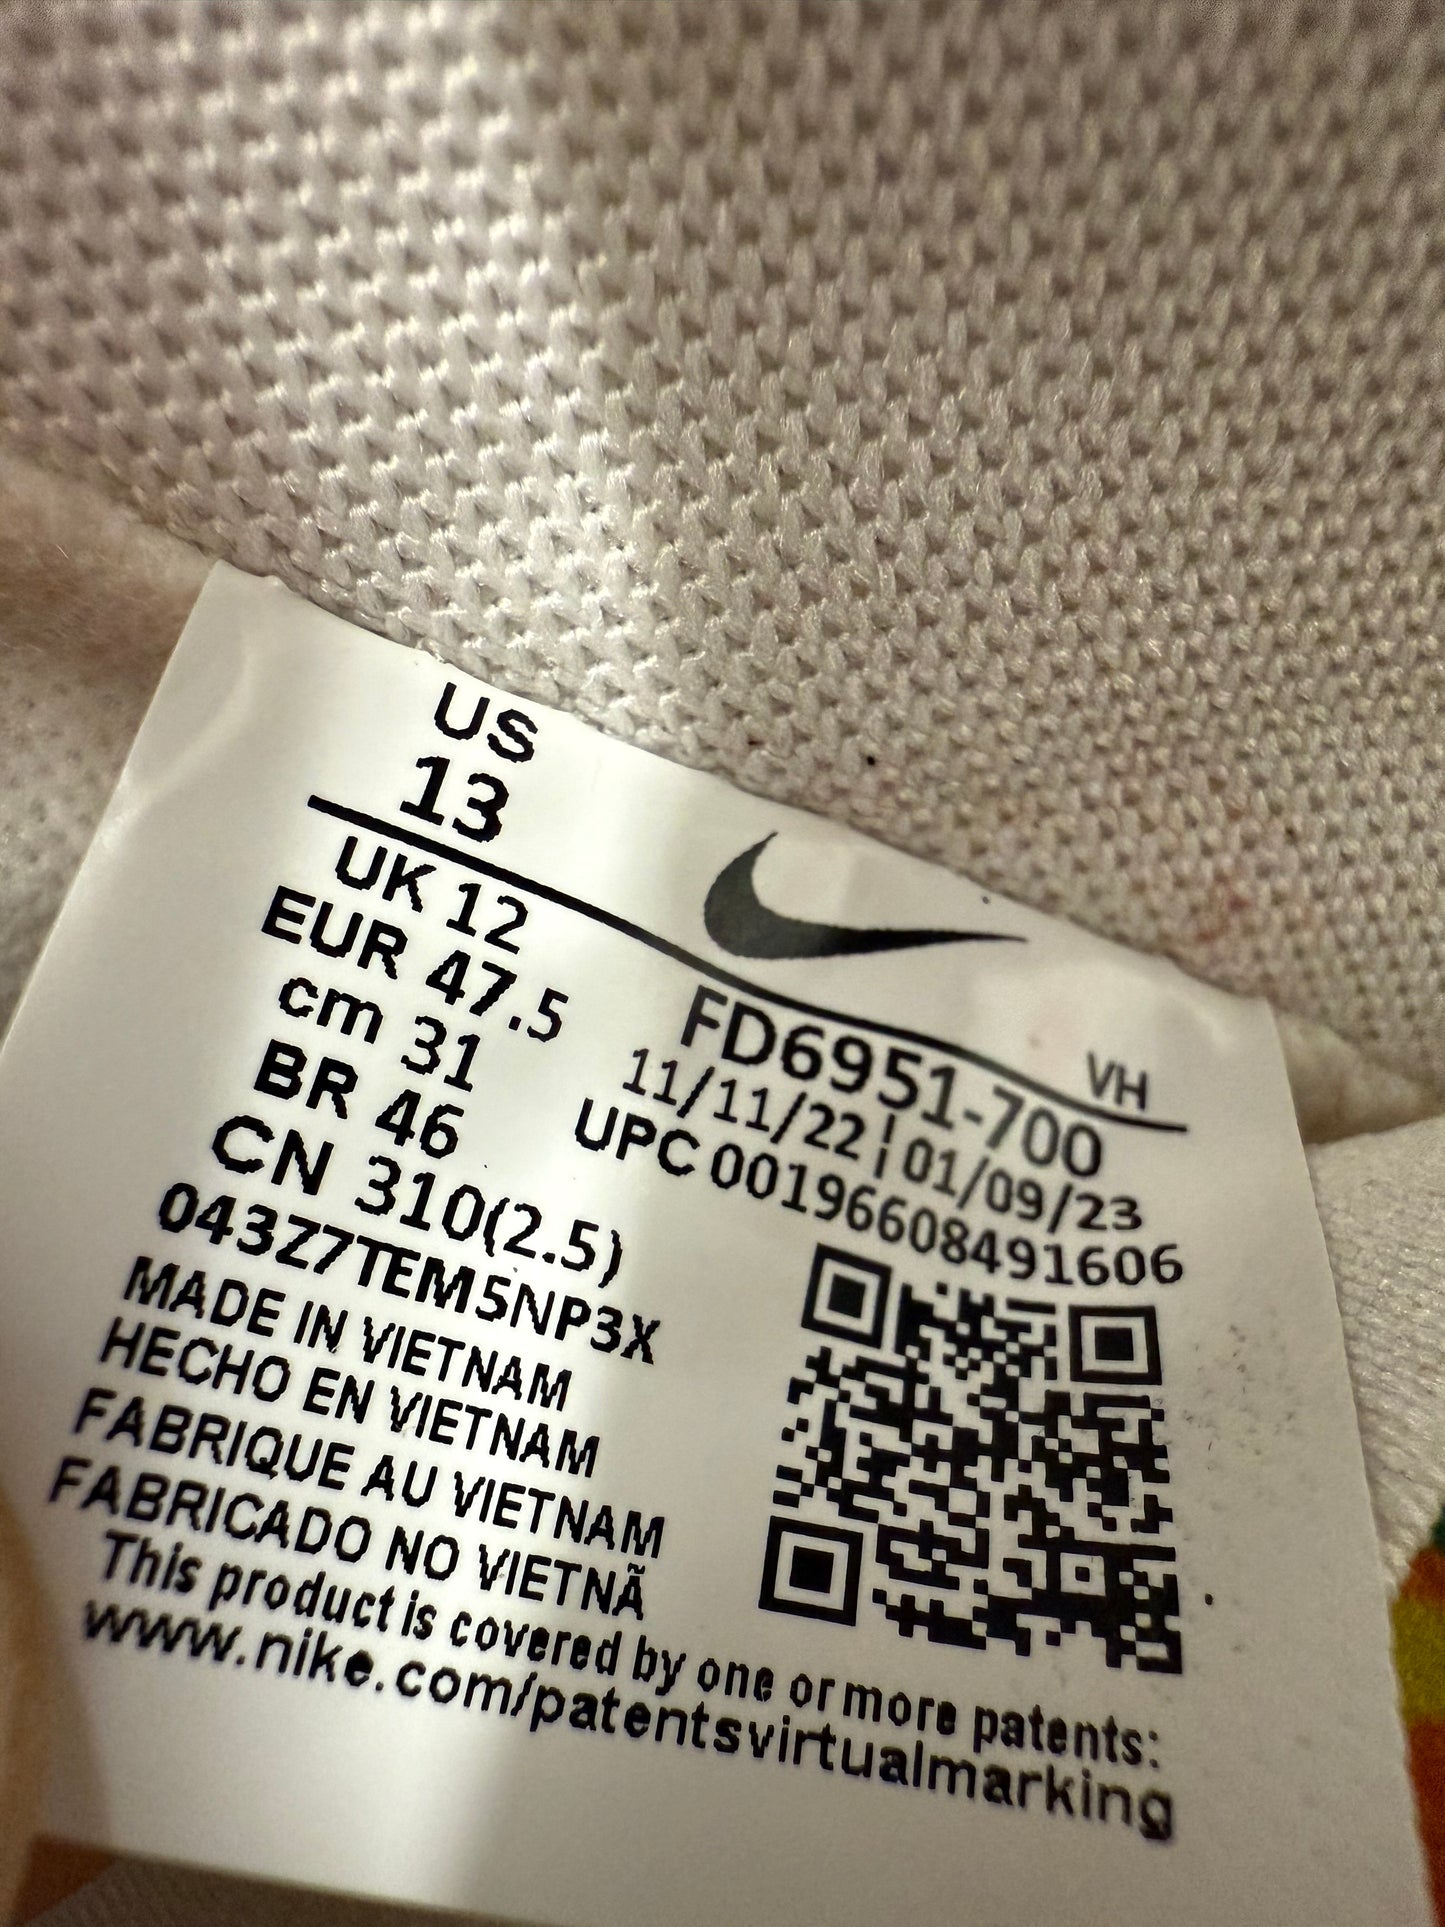 US
13
UK 12
EUR 47.5
cm 31
BR 46
CN 310(2.5)
043Z7TEM5NP3X
MADE IN VIETNAM
HECHO EN VIETNAM
FABRIQUE AU VIETNAM
FABRICADO NO VIETNÃ
VH
FD6951-700
11/11/22¦01/09/23
UPC 00196608491606
This product is covered by one or more patents:
www.nike.com/patentsvirtualmarking